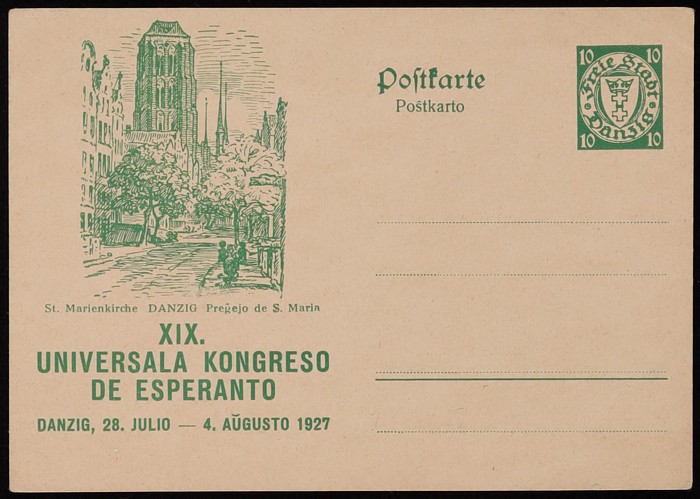 St. Marienkirche DANZIG Preĝejo de S. Maria
XIX.
UNIVERSALA KONGRESO
DE ESPERANTO
DANZIG, 28. JULIO — 4. AŬGUSTO 1927
Poſtkarte
Poŝtkarto
10 10
Freie Stadt
Danzig
10 10